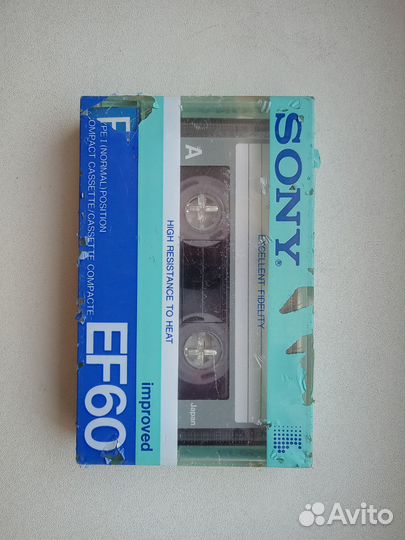 SONY®
EXCELLENT FIDELITY
A
Japan
HIGH RESISTANCE TO HEAT
improved
EF60
TYPE I (NORMAL) POSITION
COMPACT CASSETTE/CASSETTE COMPACTE
Avito